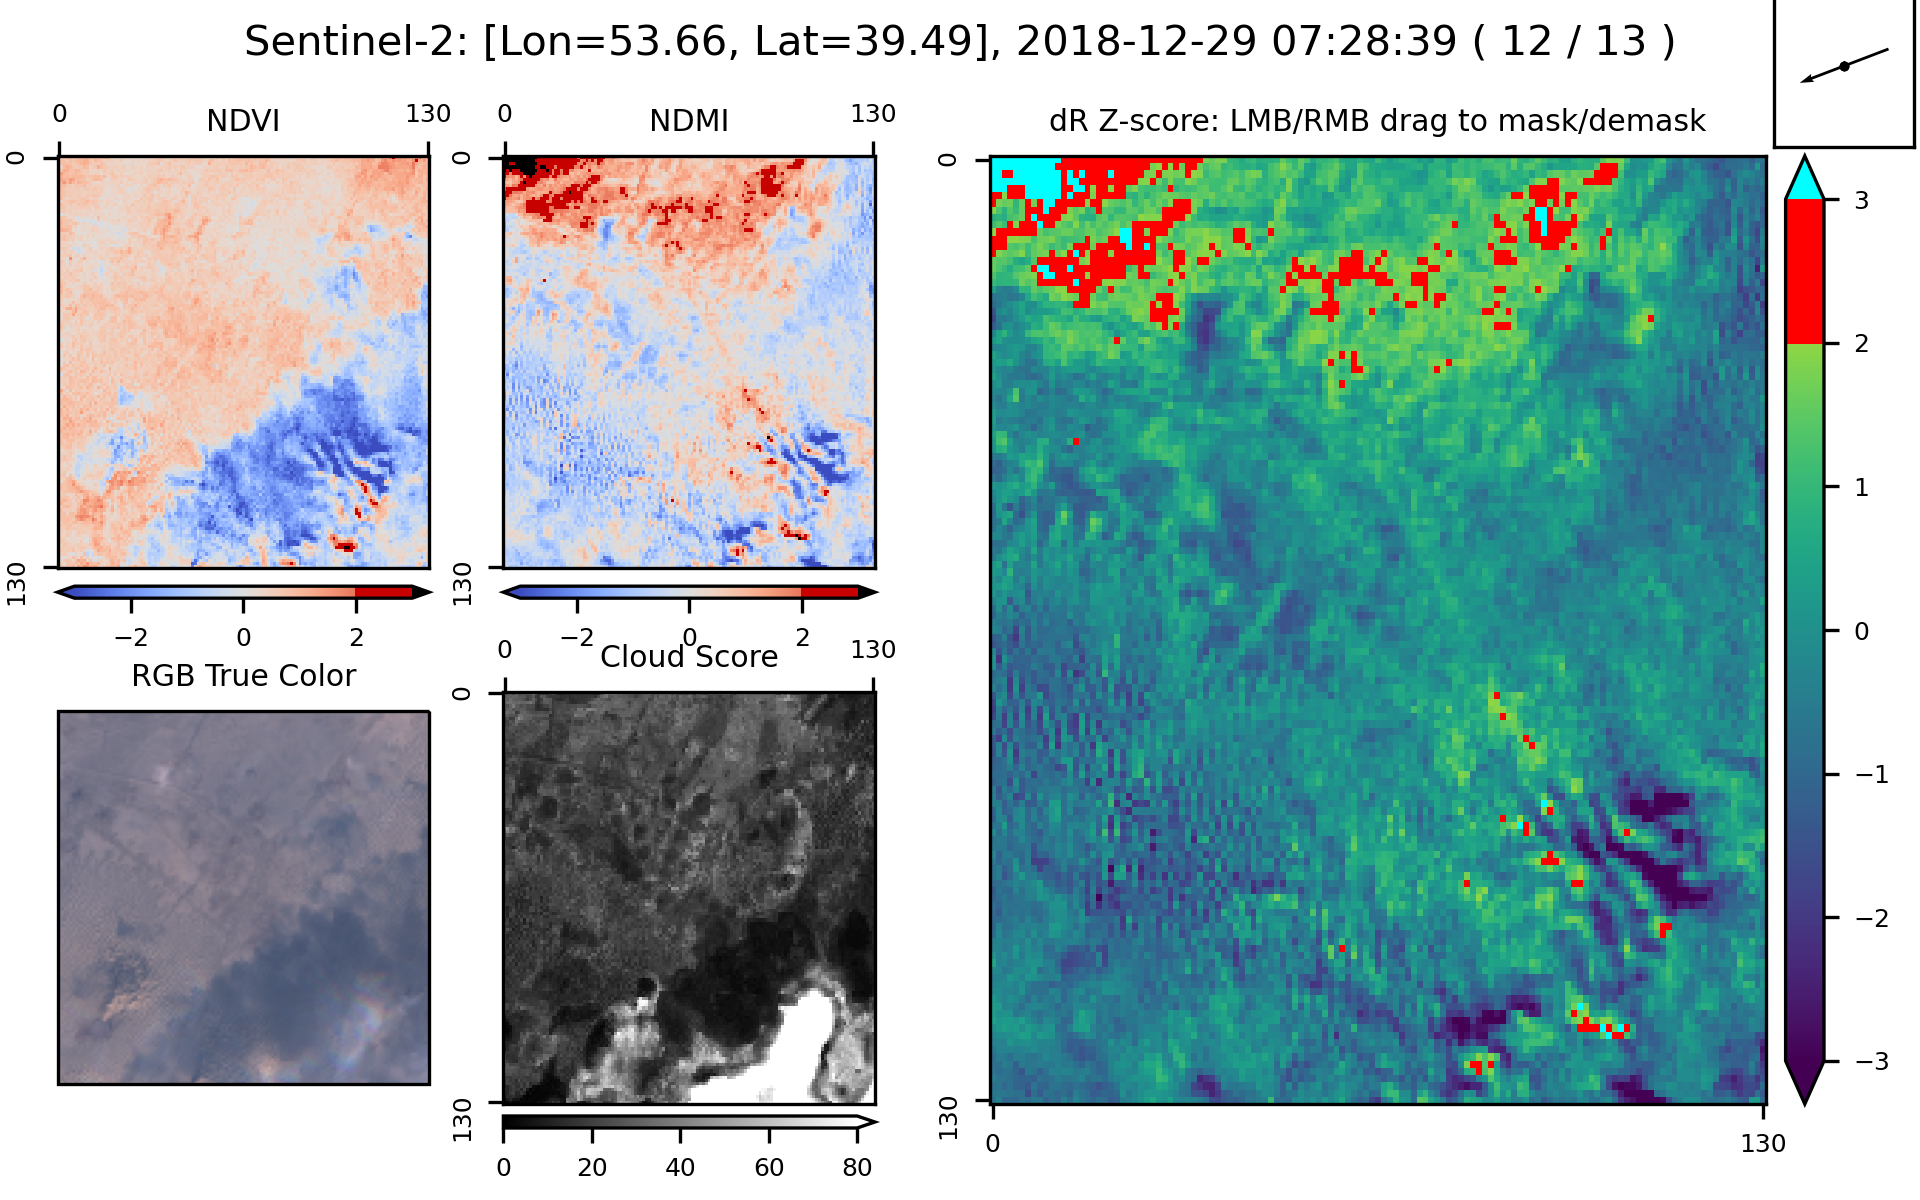 Sentinel-2: [Lon=53.66, Lat=39.49], 2018-12-29 07:28:39 ( 12 / 13 )
0 NDVI 130
0 NDMI 130
dR Z-score: LMB/RMB drag to mask/demask
0
130
0
130
0
130
−2 0 2
−2 0 2
3
2
1
0
−1
−2
−3
RGB True Color
0 Cloud Score 130
0
130
0 20 40 60 80
0 130